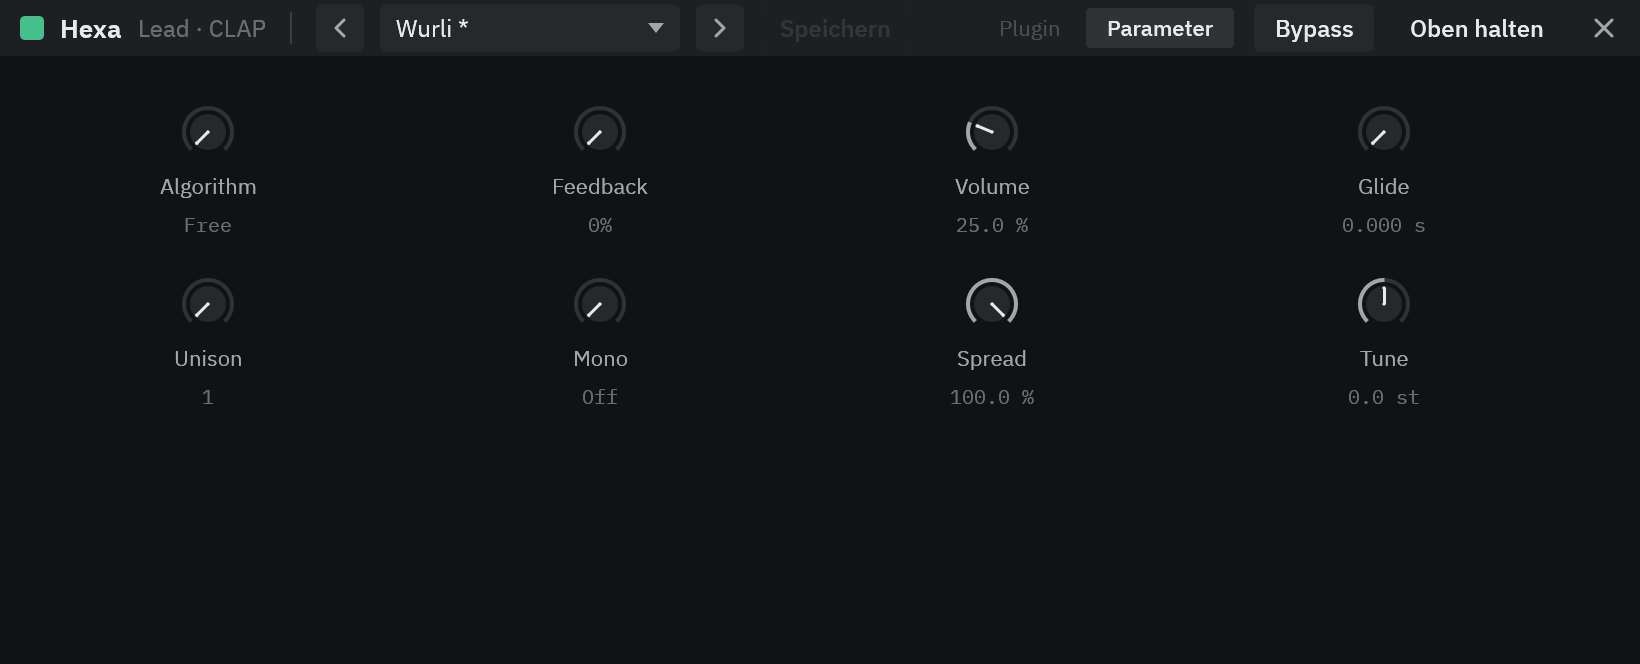 Hexa Lead · CLAP Wurli * Speichern Plugin Parameter Bypass Oben halten
Algorithm Feedback Volume Glide
Free 0% 25.0 % 0.000 s
Unison Mono Spread Tune
1 Off 100.0 % 0.0 st